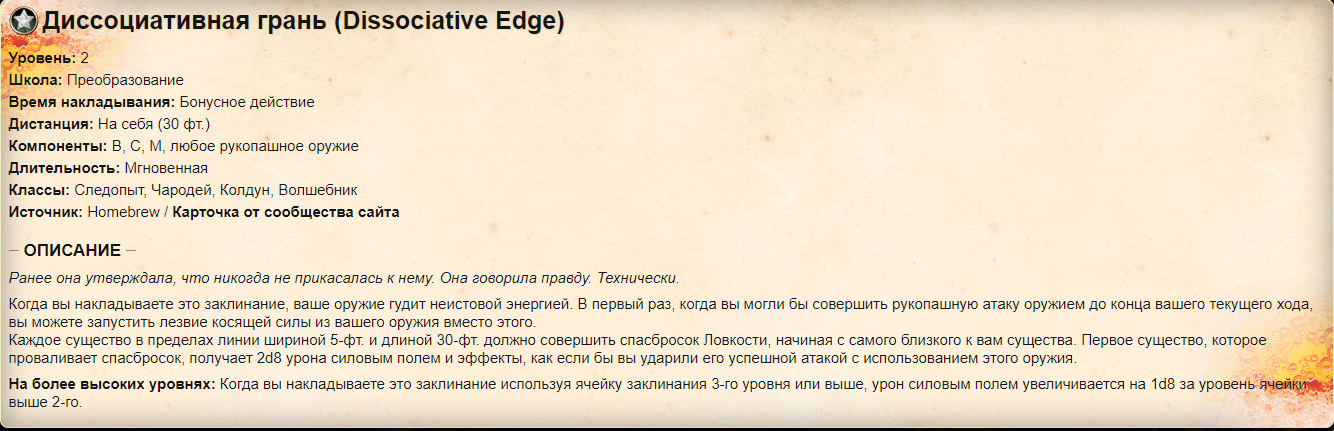 Диссоциативная грань (Dissociative Edge)
Уровень: 2
Школа: Преобразование
Время накладывания: Бонусное действие
Дистанция: На себя (30 фт.)
Компоненты: В, С, М, любое рукопашное оружие
Длительность: Мгновенная
Классы: Следопыт, Чародей, Колдун, Волшебник
Источник: Homebrew / Карточка от сообщества сайта
– ОПИСАНИЕ –
Ранее она утверждала, что никогда не прикасалась к нему. Она говорила правду. Технически.
Когда вы накладываете это заклинание, ваше оружие гудит неистовой энергией. В первый раз, когда вы могли бы совершить рукопашную атаку оружием до конца вашего текущего хода,
вы можете запустить лезвие косящей силы из вашего оружия вместо этого.
Каждое существо в пределах линии шириной 5-фт. и длиной 30-фт. должно совершить спасбросок Ловкости, начиная с самого близкого к вам существа. Первое существо, которое
проваливает спасбросок, получает 2d8 урона силовым полем и эффекты, как если бы вы ударили его успешной атакой с использованием этого оружия.
На более высоких уровнях: Когда вы накладываете это заклинание используя ячейку заклинания 3-го уровня или выше, урон силовым полем увеличивается на 1d8 за уровень ячейки
выше 2-го.